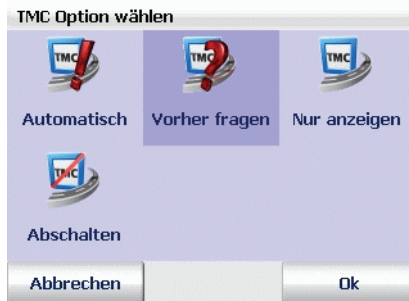 TMC Option wählen
TMC TMC TMC
Automatisch Vorher fragen Nur anzeigen
TMC
Abschalten
Abbrechen Ok